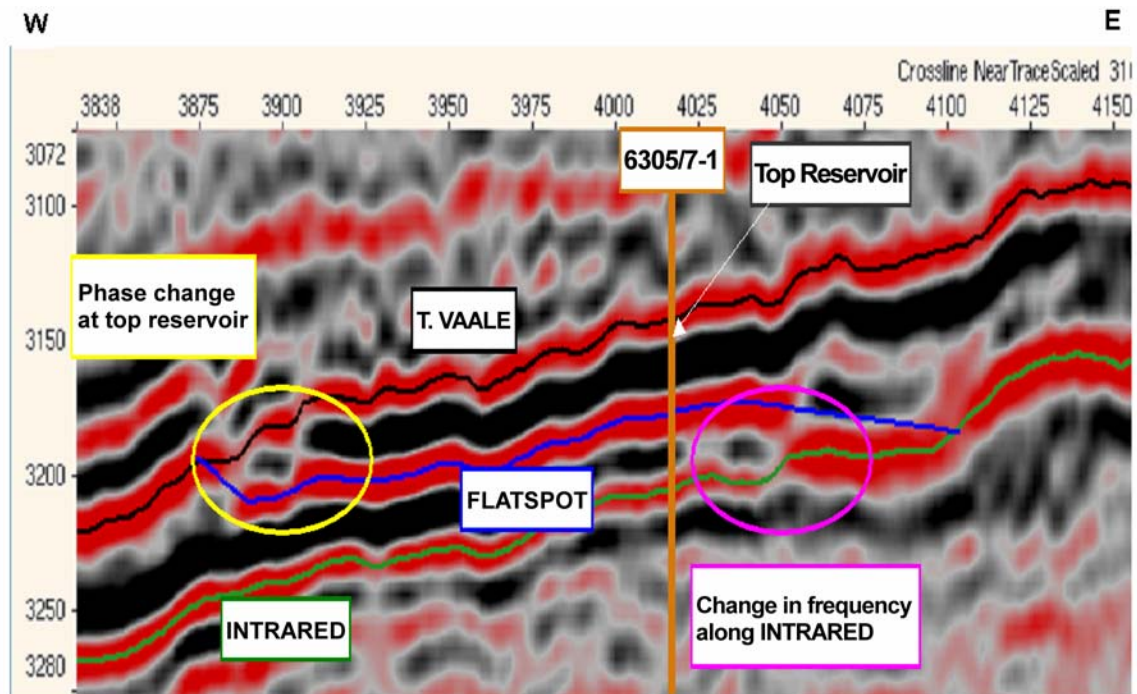 W
E
Crossline NearTraceScaled
3838 3875 3900 3925 3950 3975 4000 4025 4050 4075 4100 4125 4150
3072
3100
3150
3200
3250
3280
6305/7-1
Top Reservoir
Phase change
at top reservoir
T. VAALE
FLATSPOT
INTRARED
Change in frequency
along INTRARED